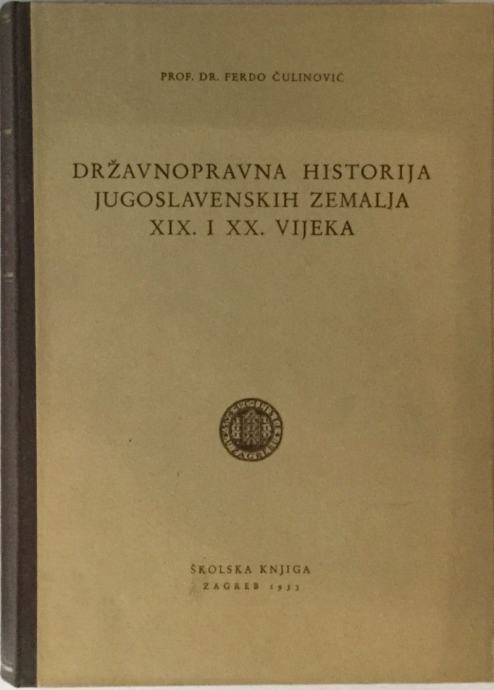 PROF. DR. FERDO ČULINOVIĆ
DRŽAVNOPRAVNA HISTORIJA
JUGOSLAVENSKIH ZEMALJA
XIX. I XX. VIJEKA
ŠKOLSKA KNJIGA
ZAGREB 1953